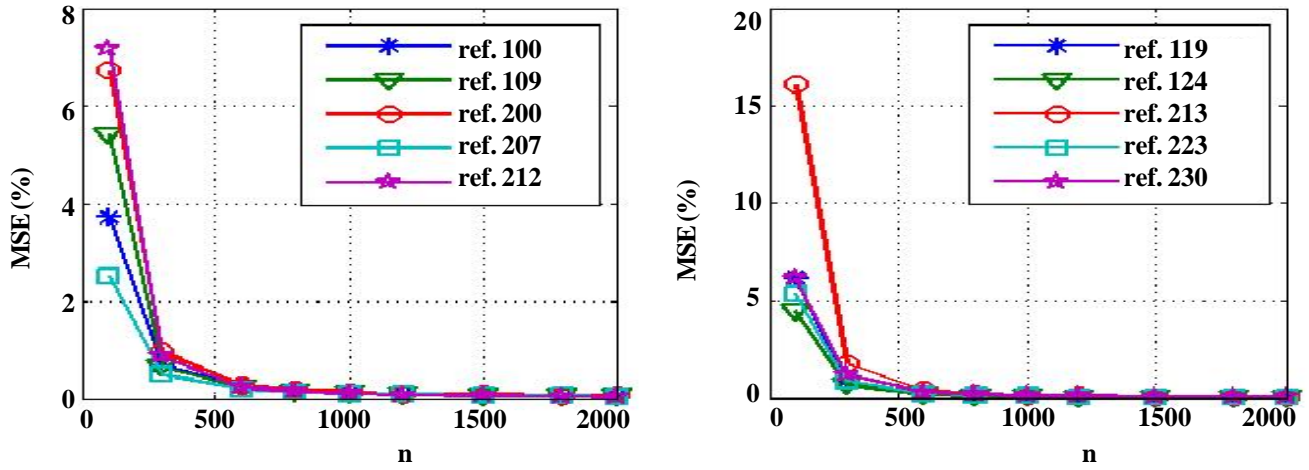 8
6
4
2
0
MSE (%)
ref. 100
ref. 109
ref. 200
ref. 207
ref. 212
0 500 1000 1500 2000
n
20
15
10
5
0
MSE (%)
ref. 119
ref. 124
ref. 213
ref. 223
ref. 230
0 500 1000 1500 2000
n